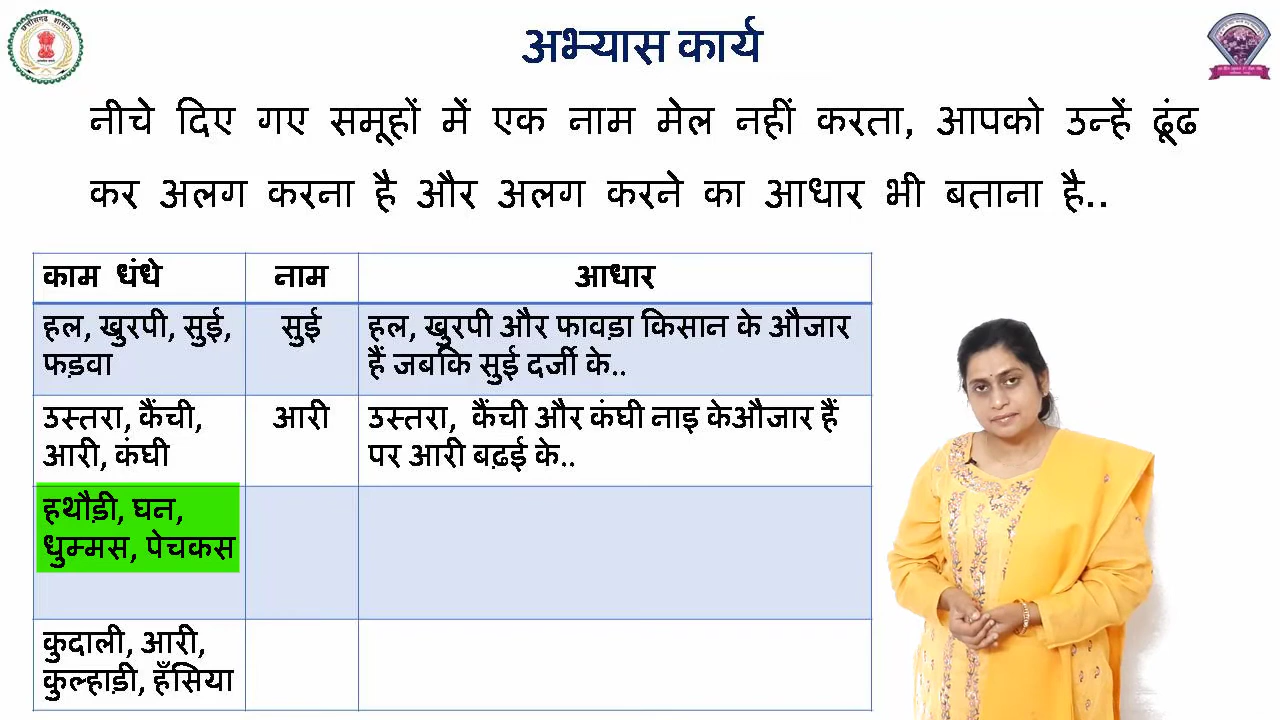 अभ्यास कार्य
नीचे दिए गए समूहों में एक नाम मेल नहीं करता, आपको उन्हें ढूंढ
कर अलग करना है और अलग करने का आधार भी बताना है..
काम धंधे नाम आधार
हल, खुरपी, सुई,
फड़वा
सुई
हल, खुरपी और फावड़ा किसान के औजार
हैं जबकि सुई दर्जी के..
उस्तरा, कैंची,
आरी, कंघी
आरी
उस्तरा, कैंची और कंघी नाइ केऔजार हैं
पर आरी बढ़ई के..
हथौड़ी, घन,
धुम्मस, पेचकस
कुदाली, आरी,
कुल्हाड़ी, हँसिया